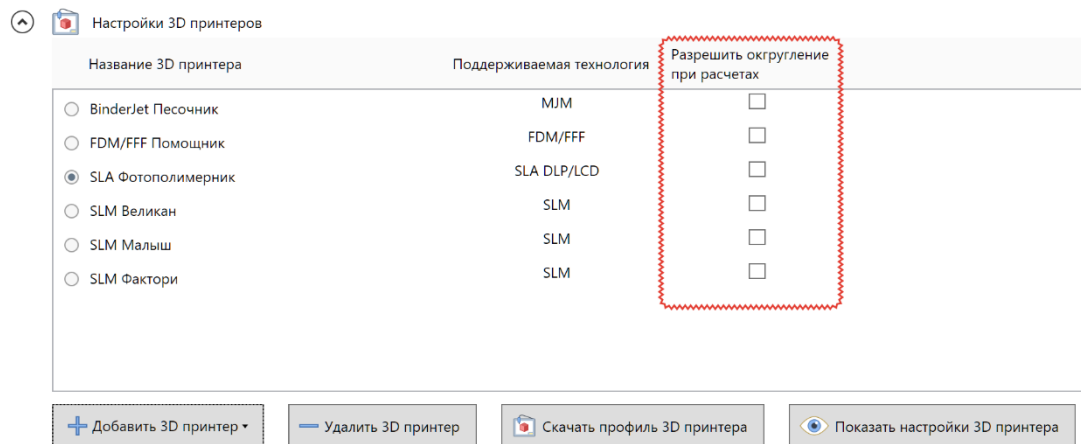 Настройки 3D принтеров
Название 3D принтера Поддерживаемая технология Разрешить окгругление
при расчетах
BinderJet Песочник MJM
FDM/FFF Помощник FDM/FFF
SLA Фотополимерник SLA DLP/LCD
SLM Великан SLM
SLM Малыш SLM
SLM Фактори SLM
Добавить 3D принтер Удалить 3D принтер Скачать профиль 3D принтера Показать настройки 3D принтера